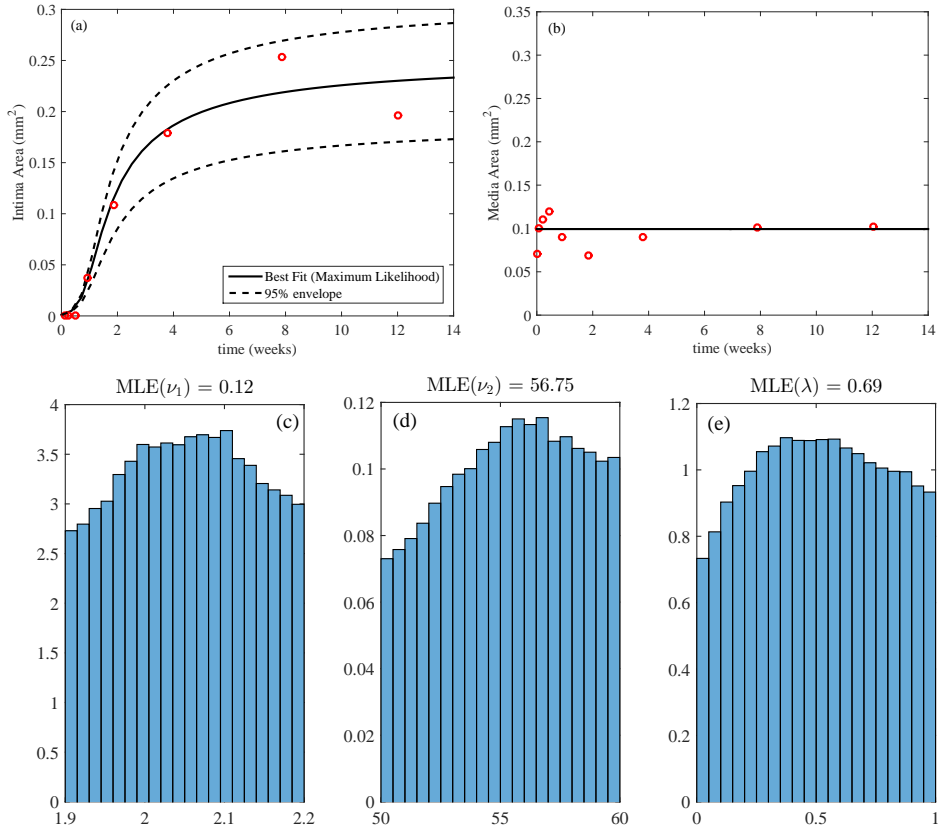 (a)
0.3
0.25
0.2
0.15
0.1
0.05
0
Intima Area (mm²)
Best Fit (Maximum Likelihood)
95% envelope
0 2 4 6 8 10 12 14
time (weeks)
(b)
0.35
0.3
0.25
0.2
0.15
0.1
0.05
0
Media Area (mm²)
0 2 4 6 8 10 12 14
time (weeks)
MLE(ν₁) = 0.12
(c)
4
3.5
3
2.5
2
1.5
1
0.5
0
1.9 2 2.1 2.2
MLE(ν₂) = 56.75
(d)
0.12
0.1
0.08
0.06
0.04
0.02
0
50 55 60
MLE(λ) = 0.69
(e)
1.2
1
0.8
0.6
0.4
0.2
0
0 0.5 1